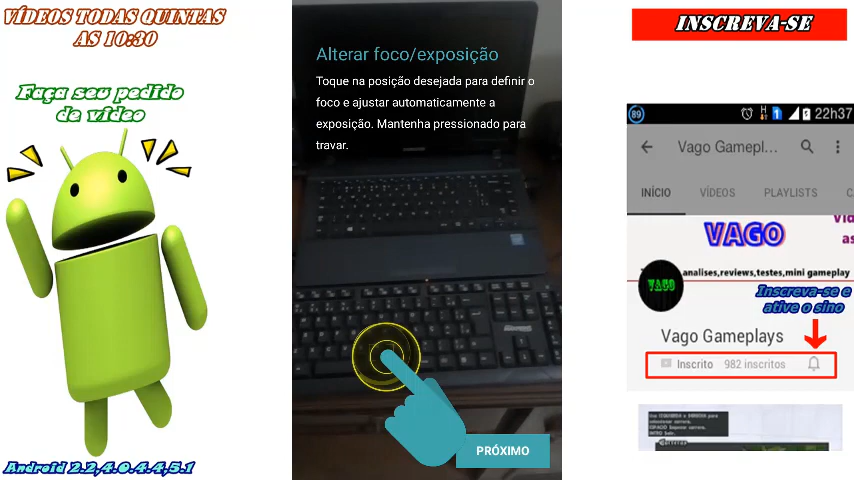 VÍDEOS TODAS QUINTAS
AS 10:30
Faça seu pedido
de vídeo
Android 2.2,4.0.4.4,5.1
Alterar foco/exposição
Toque na posição desejada para definir o
foco e ajustar automaticamente a
exposição. Mantenha pressionado para
travar.
PRÓXIMO
INSCREVA-SE
89
H
1
22h37
Vago Gamepl...
INÍCIO
VÍDEOS
PLAYLISTS
C
VAGO
analises,reviews,testes,mini gameplay
VAGO
Inscreva-se e
ative o sino
Vago Gameplays
Inscrito 982 inscritos